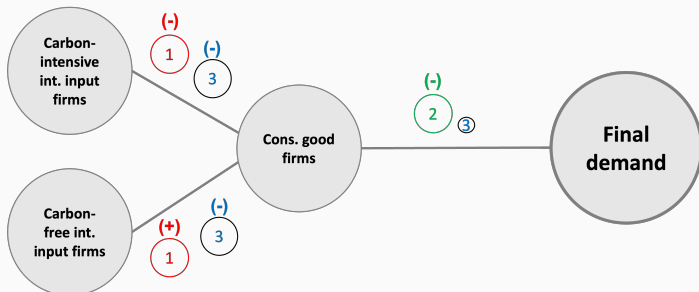 Carbon-
intensive
int. input
firms
(-)
1
(-)
3
Cons. good
firms
(-)
2
3
Final
demand
Carbon-
free int.
input firms
(+)
1
(-)
3